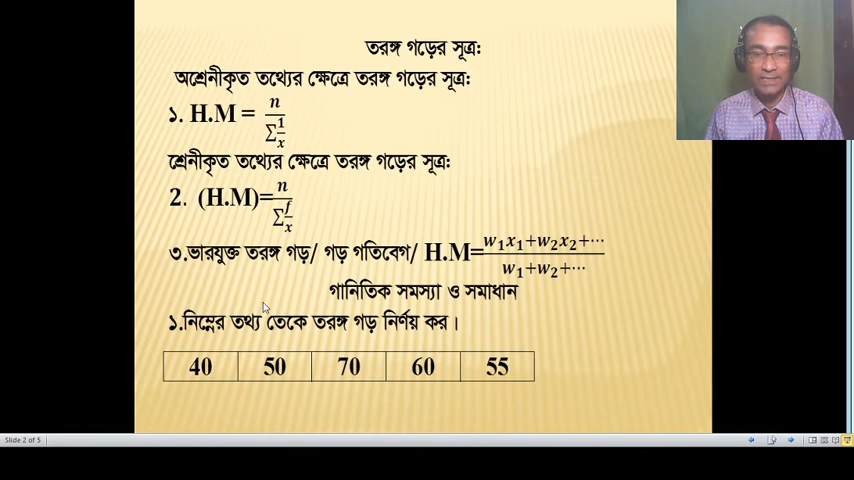 তরঙ্গ গড়ের সূত্র:
অশ্রেনীকৃত তথ্যের ক্ষেত্রে তরঙ্গ গড়ের সূত্র:
১. H.M = n / ∑ 1/x
শ্রেনীকৃত তথ্যের ক্ষেত্রে তরঙ্গ গড়ের সূত্র:
2. (H.M)= n / ∑ f/x
৩.ভারযুক্ত তরঙ্গ গড়/ গড় গতিবেগ/ H.M= w₁x₁+w₂x₂+⋯ / w₁+w₂+⋯
গানিতিক সমস্যা ও সমাধান
১.নিম্নের তথ্য তেকে তরঙ্গ গড় নির্ণয় কর।
40 50 70 60 55
Slide 2 of 5